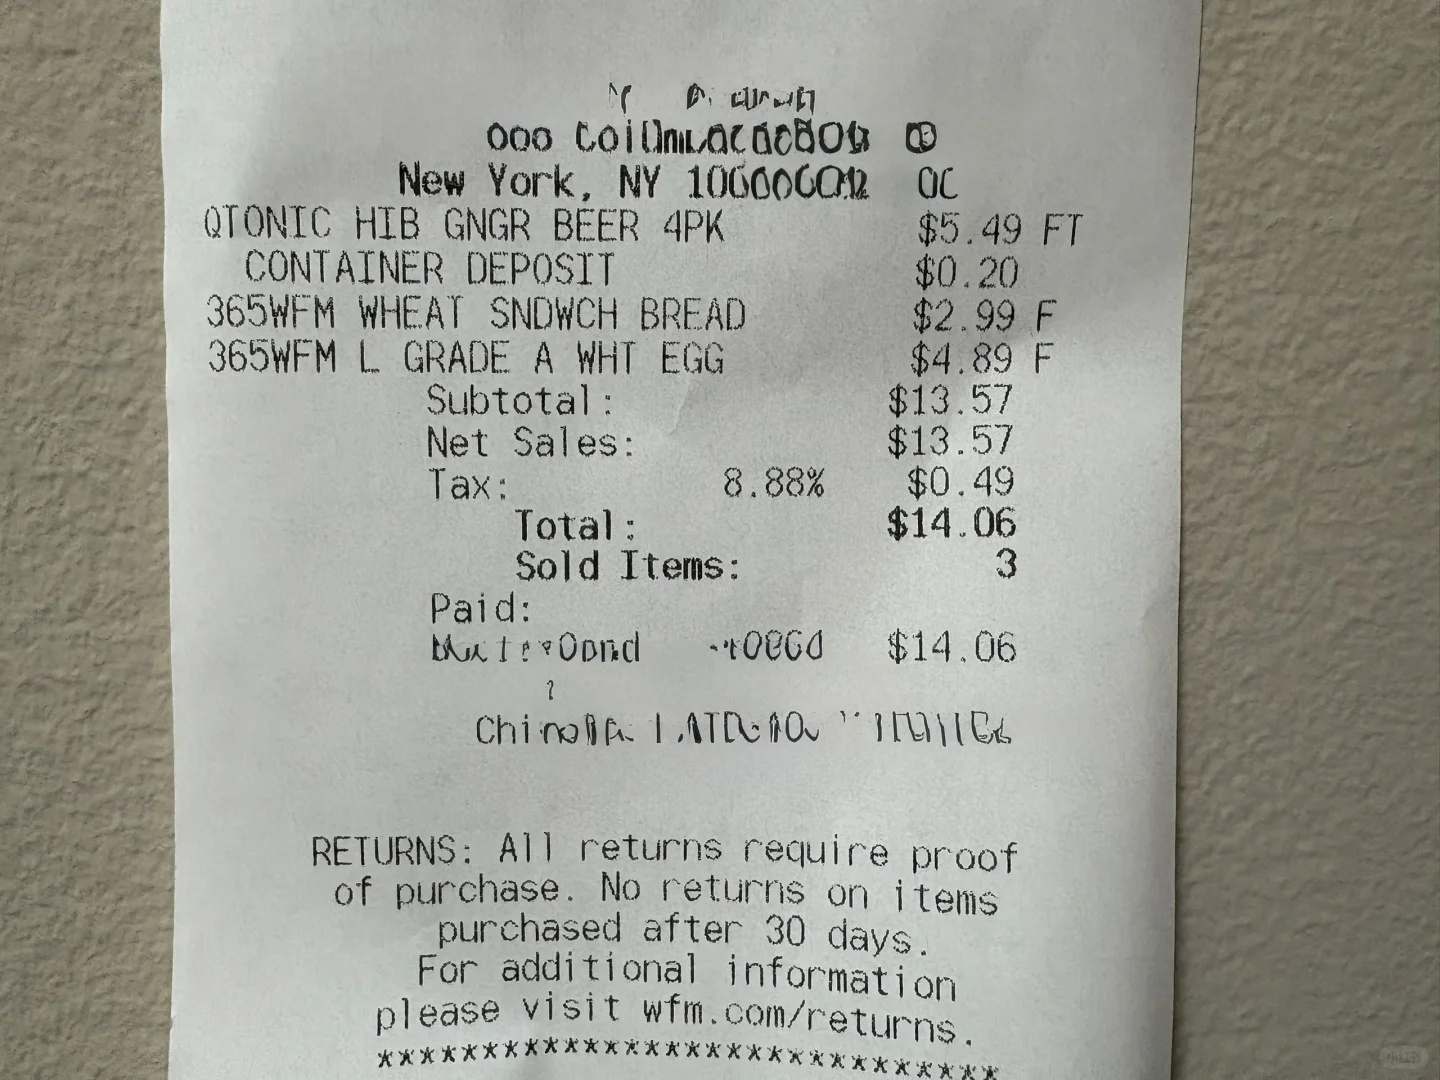 New York, NY
QTONIC HIB GNGR BEER 4PK $5.49 FT
CONTAINER DEPOSIT $0.20
365WFM WHEAT SNDWCH BREAD $2.99 F
365WFM L GRADE A WHT EGG $4.89 F
Subtotal: $13.57
Net Sales: $13.57
Tax: 8.88% $0.49
Total: $14.06
Sold Items: 3
Paid:
$14.06
RETURNS: All returns require proof
of purchase. No returns on items
purchased after 30 days.
For additional information
please visit wfm.com/returns.
******************************